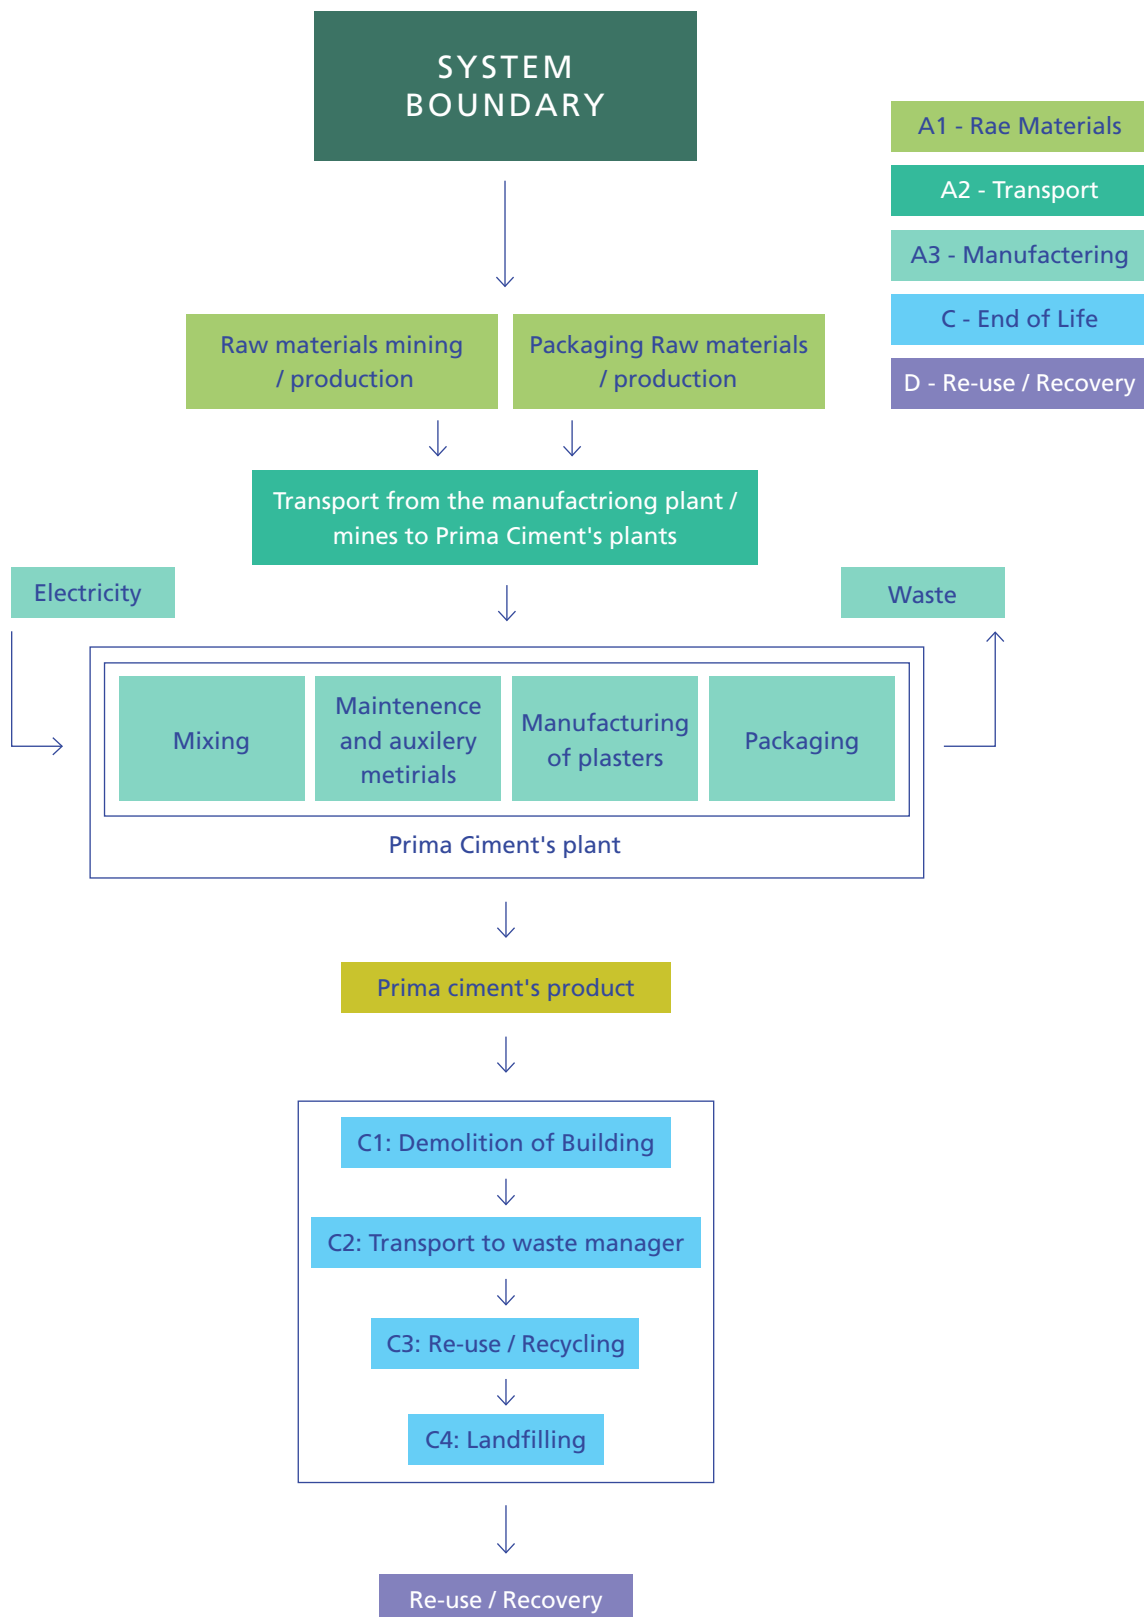 SYSTEM
BOUNDARY
A1 - Rae Materials
A2 - Transport
A3 - Manufactering
C - End of Life
D - Re-use / Recovery
Raw materials mining
/ production
Packaging Raw materials
/ production
Transport from the manufactriong plant /
mines to Prima Ciment's plants
Electricity
Waste
Mixing
Maintenence
and auxilery
metirials
Manufacturing
of plasters
Packaging
Prima Ciment's plant
Prima ciment's product
C1: Demolition of Building
C2: Transport to waste manager
C3: Re-use / Recycling
C4: Landfilling
Re-use / Recovery